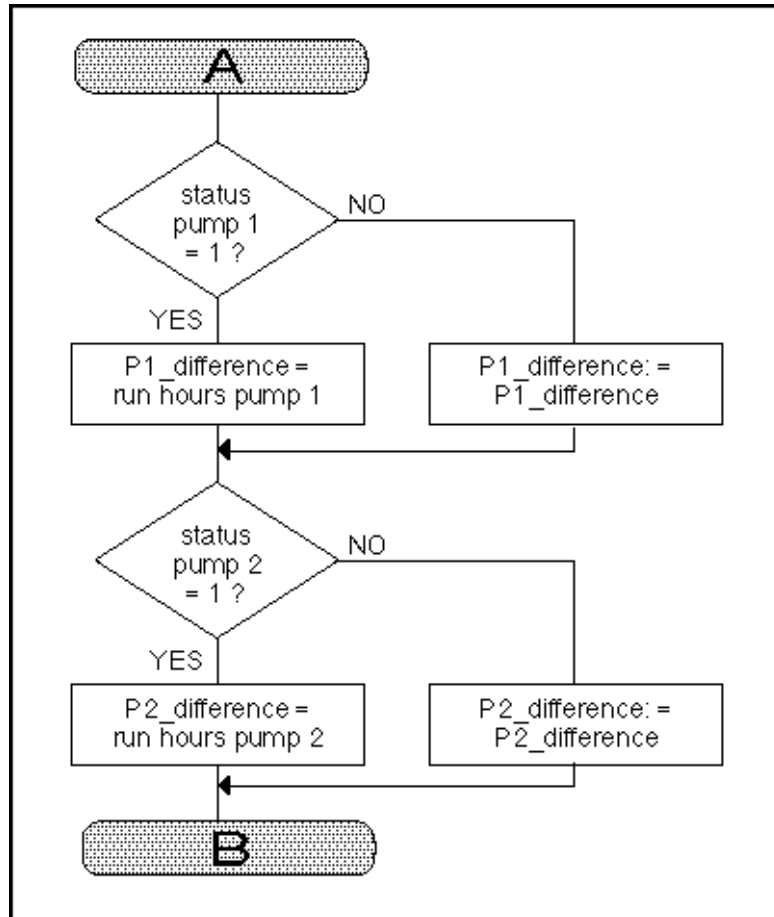 A
status
pump 1
= 1 ?
NO
YES
P1_difference =
run hours pump 1
P1_difference: =
P1_difference
status
pump 2
= 1 ?
NO
YES
P2_difference =
run hours pump 2
P2_difference: =
P2_difference
B